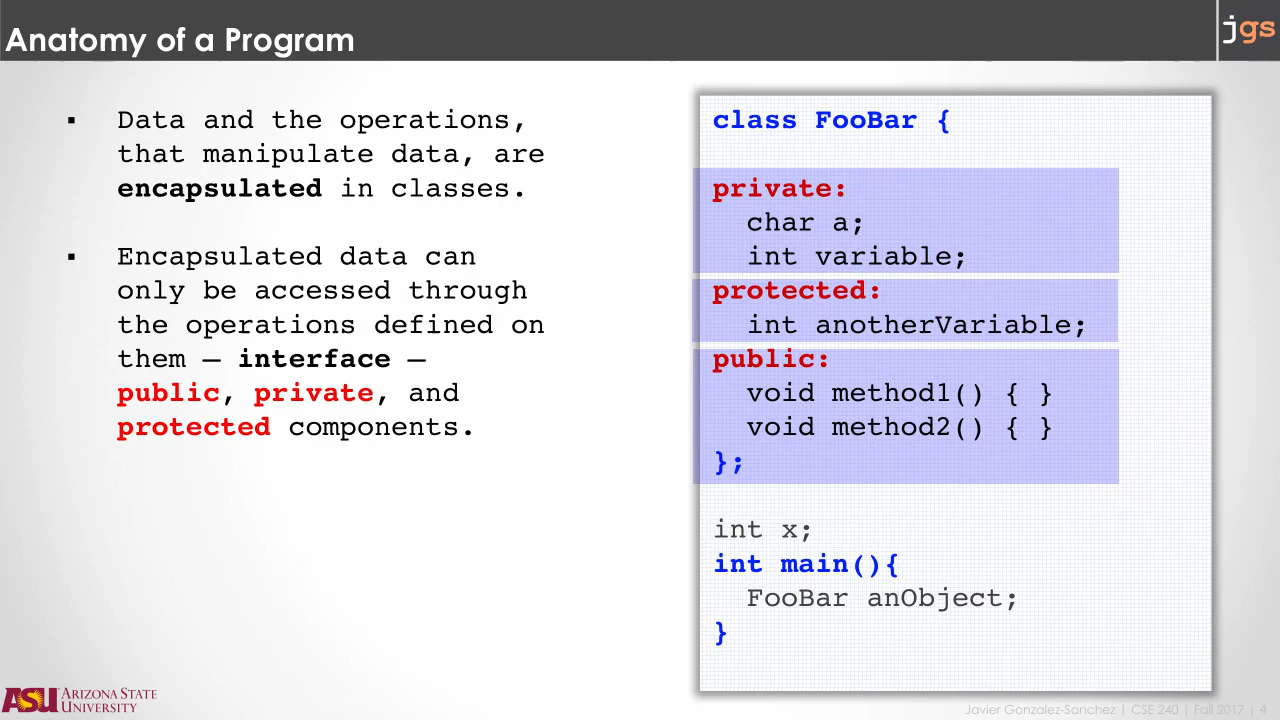 Anatomy of a Program
jgs
▪ Data and the operations,
that manipulate data, are
encapsulated in classes.
▪ Encapsulated data can
only be accessed through
the operations defined on
them — interface —
public, private, and
protected components.
class FooBar {
private:
char a;
int variable;
protected:
int anotherVariable;
public:
void method1() { }
void method2() { }
};
int x;
int main(){
FooBar anObject;
}
ASU ARIZONA STATE
UNIVERSITY
Javier Gonzalez-Sanchez | CSE 240 | Fall 2017 | 4